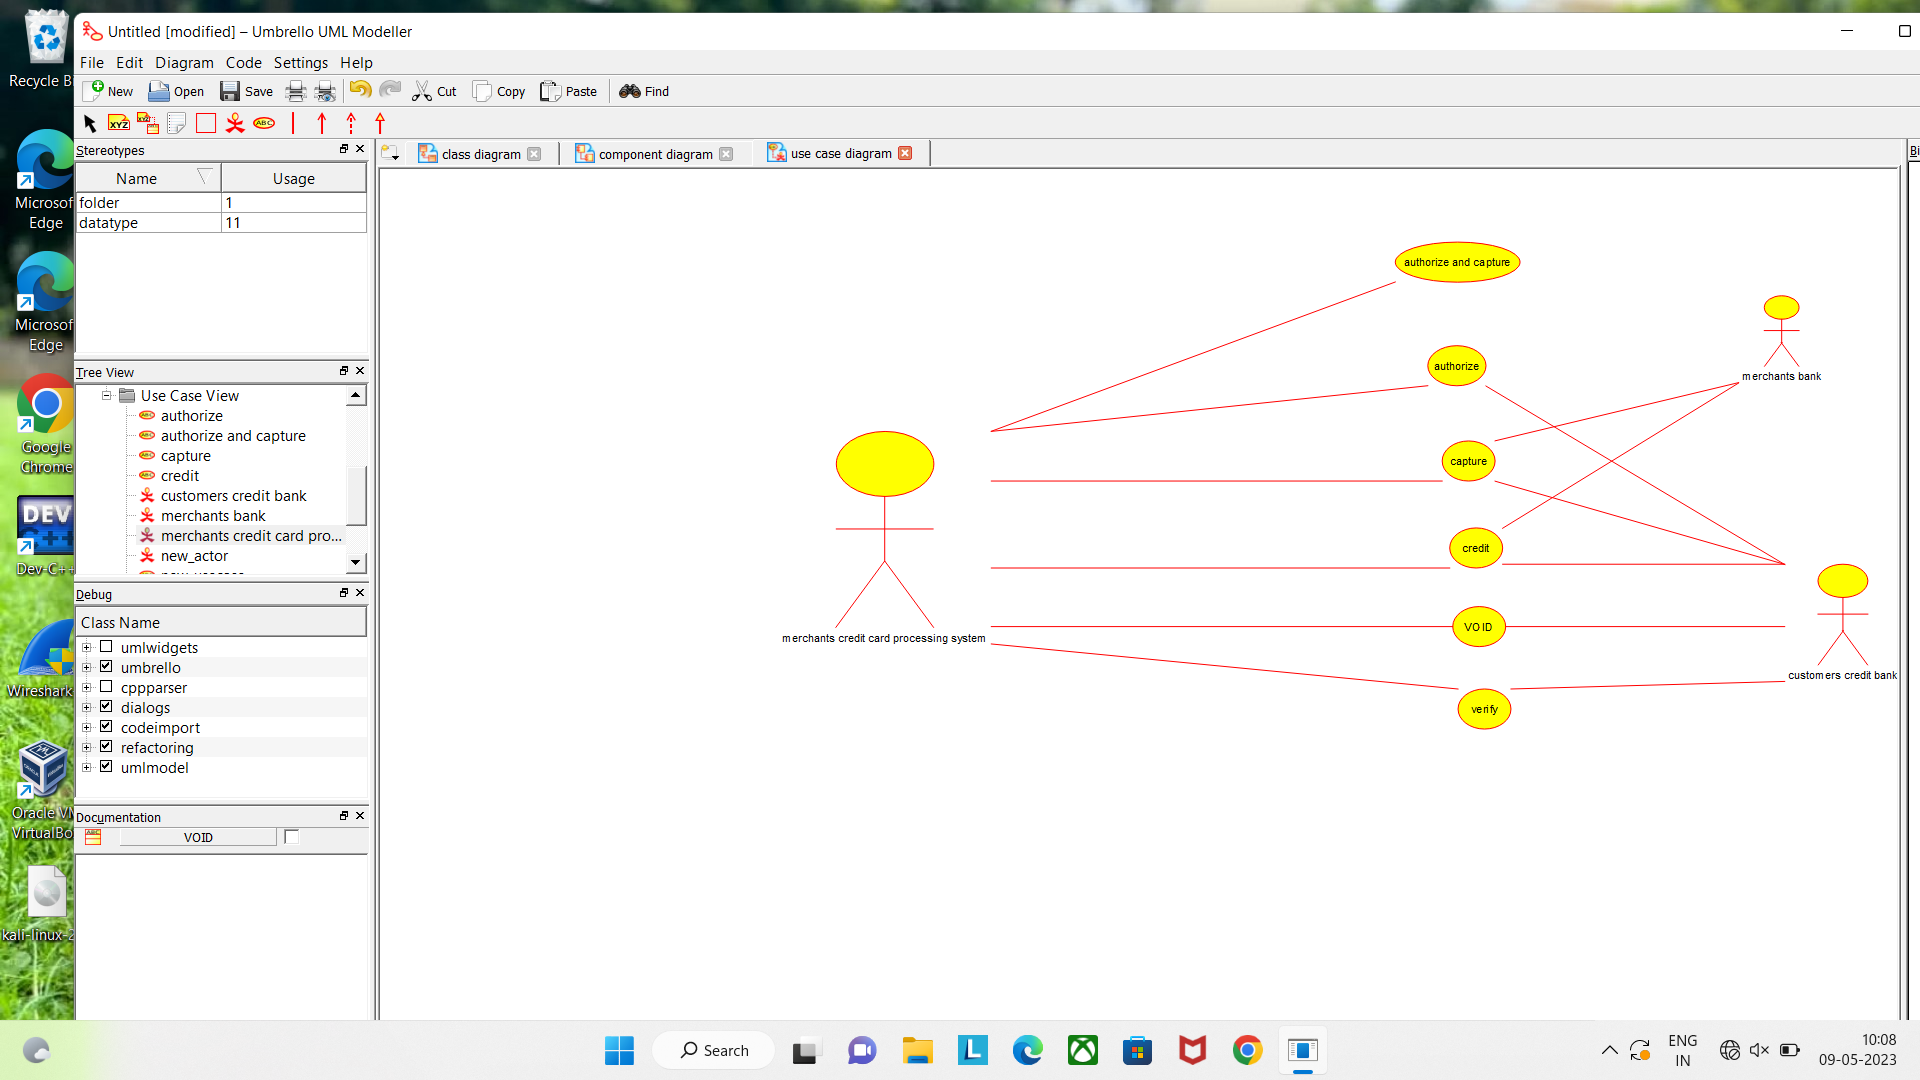 Recycle B
Untitled [modified] – Umbrello UML Modeller
File Edit Diagram Code Settings Help
New Open Save Cut Copy Paste Find
XYZ XYZ ABC
Stereotypes
Name Usage
folder 1
datatype 11
Microsof
Edge
Microsof
Edge
Tree View
Use Case View
authorize
authorize and capture
capture
credit
customers credit bank
merchants bank
merchants credit card pro...
new_actor
Google
Chrome
DEV
C++
Dev-C++
Debug
Class Name
umlwidgets
umbrello
cppparser
dialogs
codeimport
refactoring
umlmodel
Wireshark
Oracle VM
VirtualBo
Documentation
VOID
kali-linux-2
class diagram component diagram use case diagram
Bi
authorize and capture
authorize
merchants bank
capture
credit
VOID
merchants credit card processing system
customers credit bank
verify
Search
ENG
IN
10:08
09-05-2023